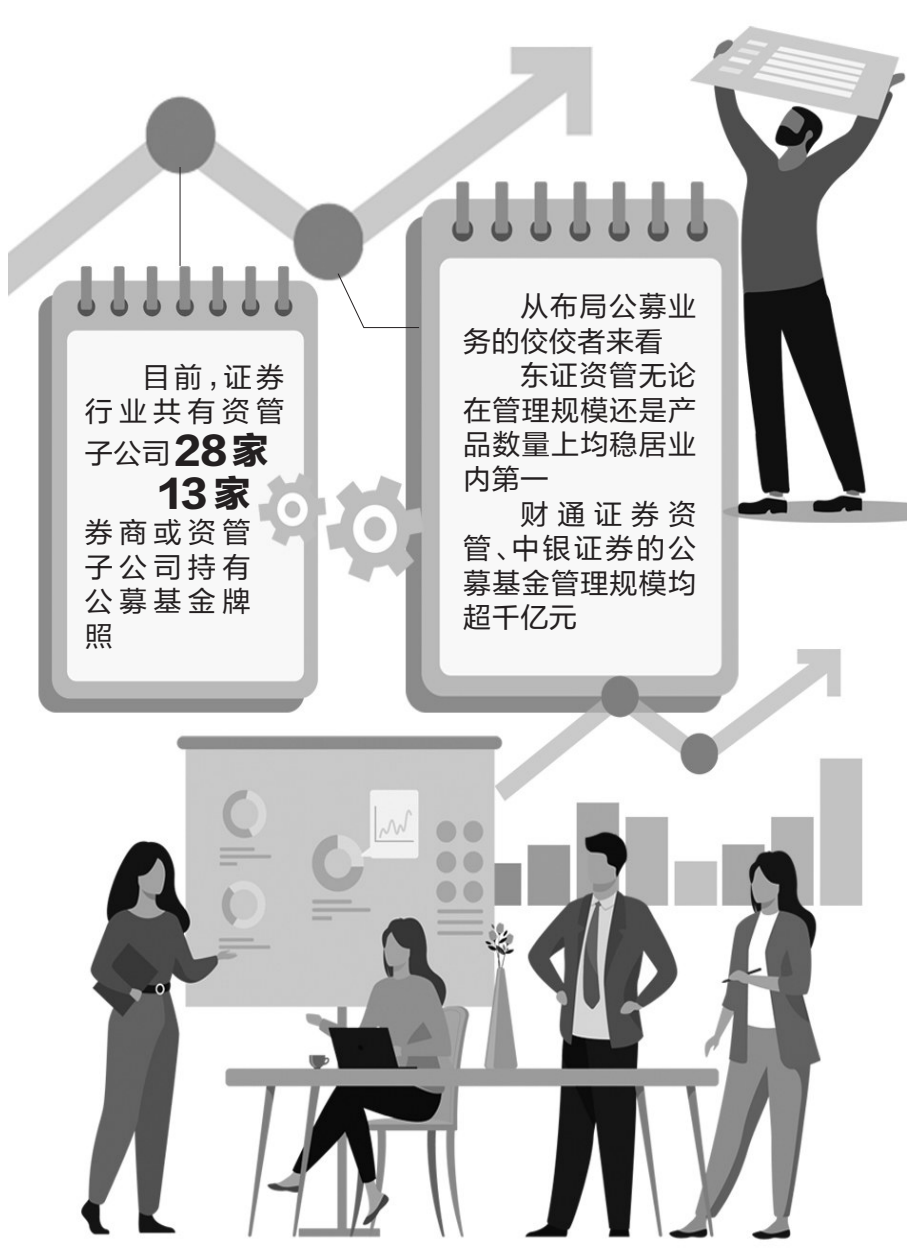 目前，证券
行业共有资管
子公司28家
13家
券商或资管
子公司持有
公募基金牌
照
从布局公募业
务的佼佼者来看
东证资管无论
在管理规模还是产
品数量上均稳居业
内第一
财通证券资
管、中银证券的公
募基金管理规模均
超千亿元